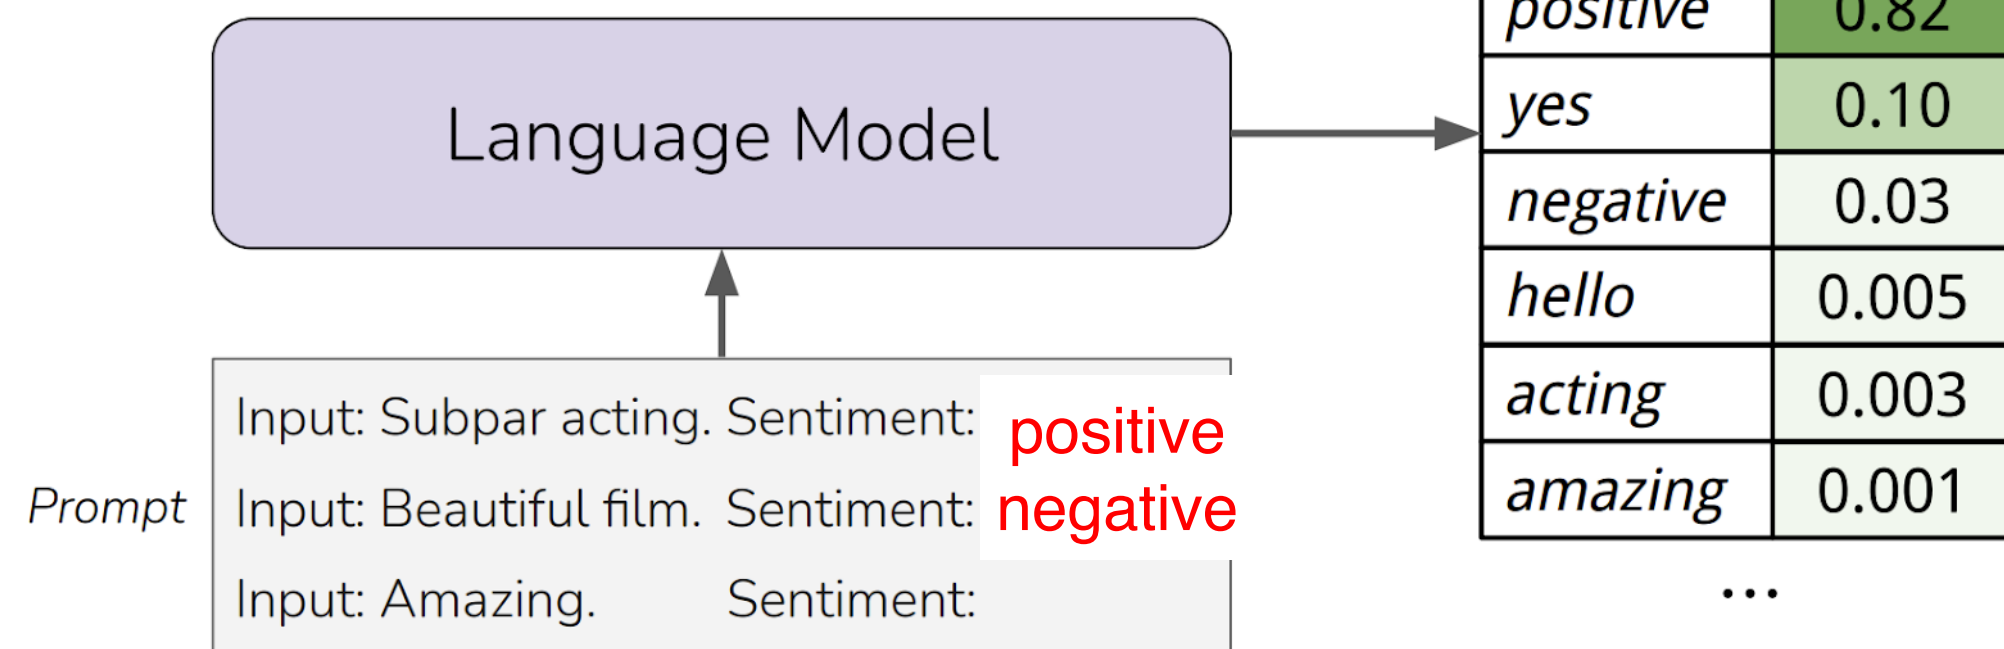 Language Model
Prompt
Input: Subpar acting. Sentiment: positive
Input: Beautiful film. Sentiment: negative
Input: Amazing. Sentiment:
positive 0.82
yes 0.10
negative 0.03
hello 0.005
acting 0.003
amazing 0.001
...